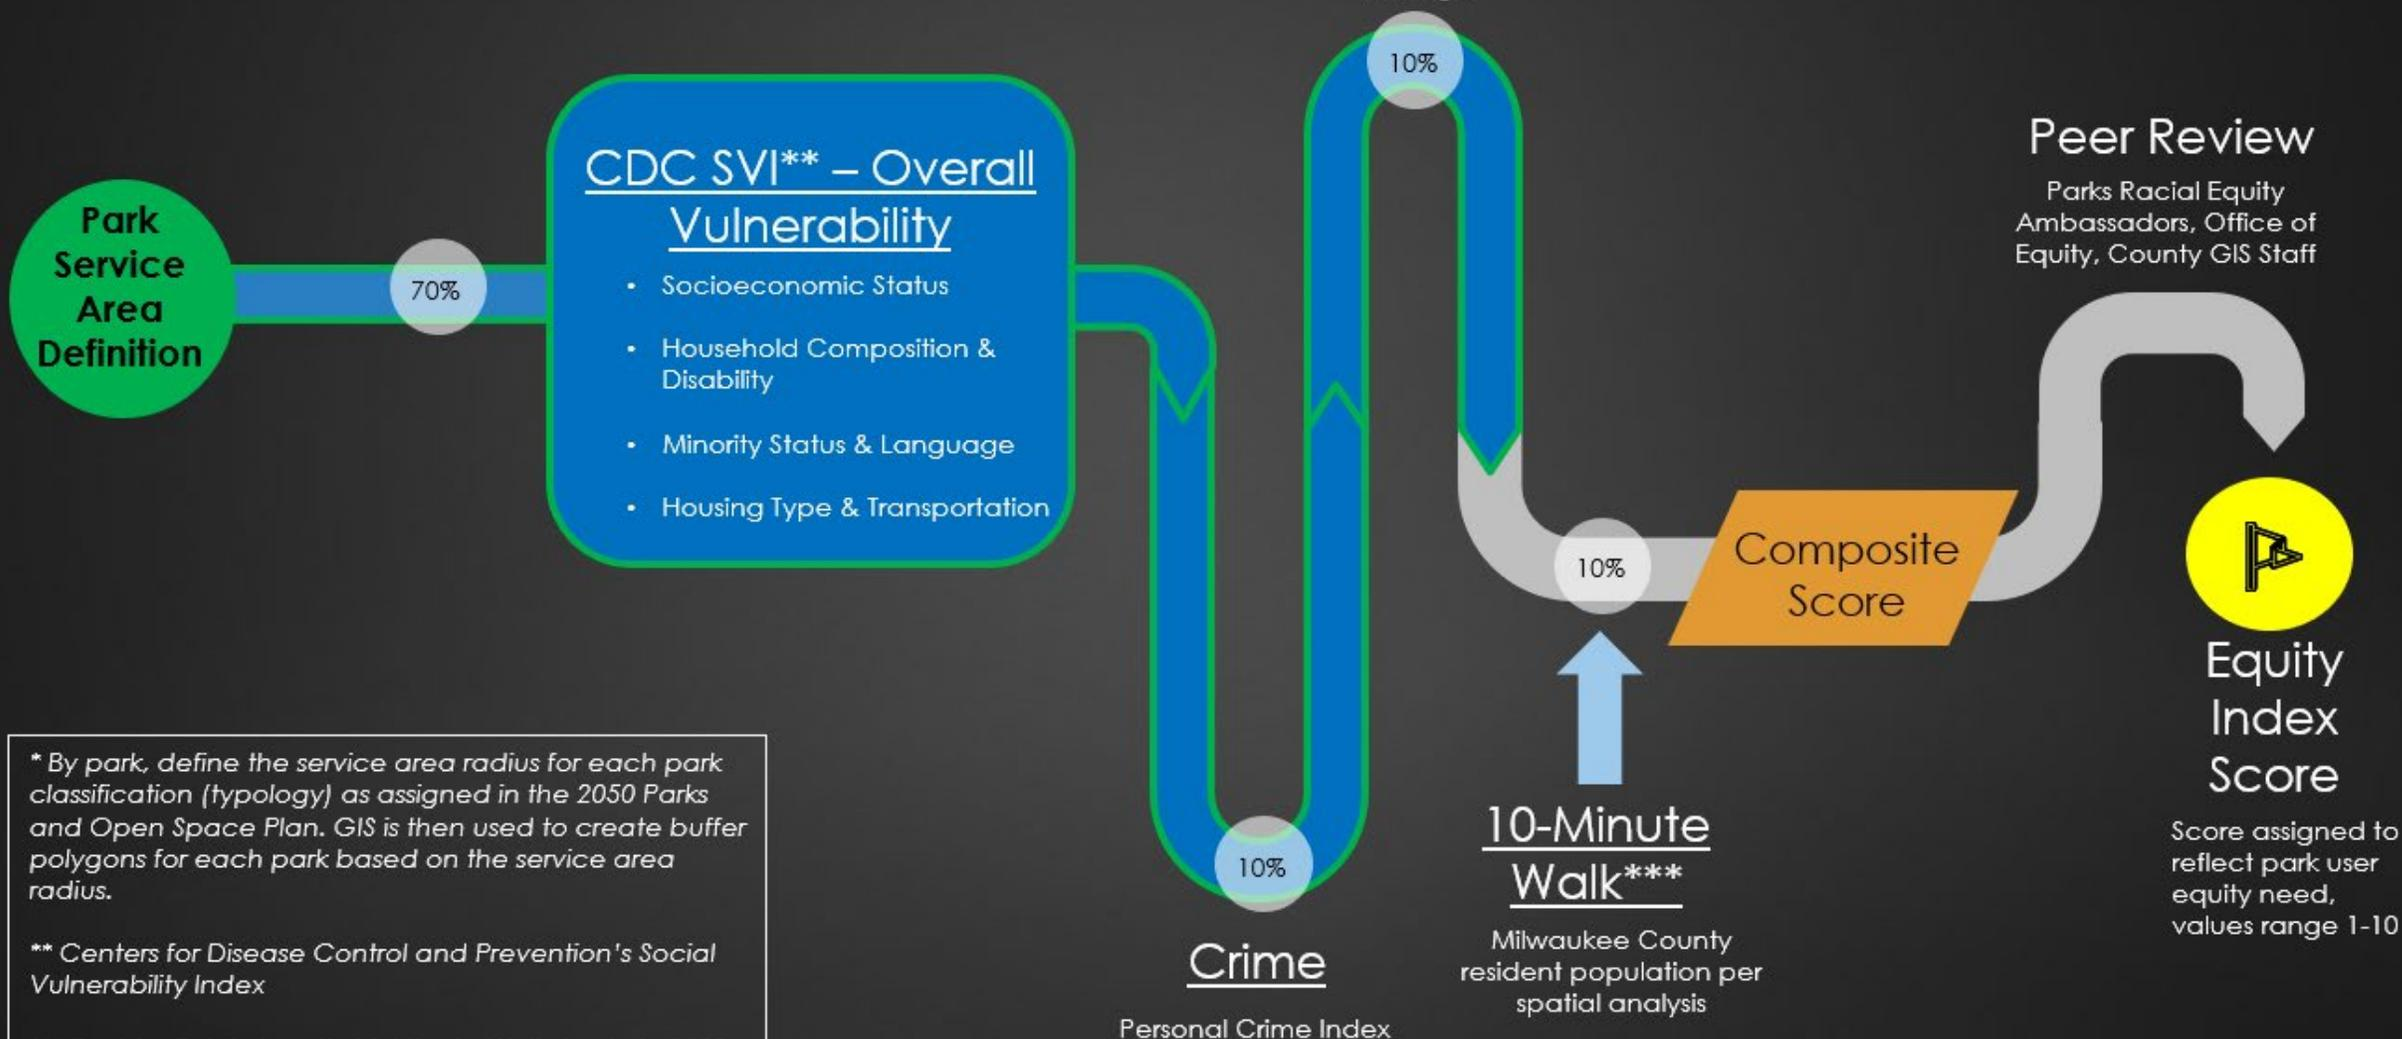 Park
Service
Area
Definition
70%
CDC SVI** – Overall
Vulnerability
• Socioeconomic Status
• Household Composition &
Disability
• Minority Status & Language
• Housing Type & Transportation
10%
Crime
Personal Crime Index
10%
10%
10-Minute
Walk***
Milwaukee County
resident population per
spatial analysis
Composite
Score
Peer Review
Parks Racial Equity
Ambassadors, Office of
Equity, County GIS Staff
Equity
Index
Score
Score assigned to
reflect park user
equity need,
values range 1-10
* By park, define the service area radius for each park
classification (typology) as assigned in the 2050 Parks
and Open Space Plan. GIS is then used to create buffer
polygons for each park based on the service area
radius.
** Centers for Disease Control and Prevention's Social
Vulnerability Index